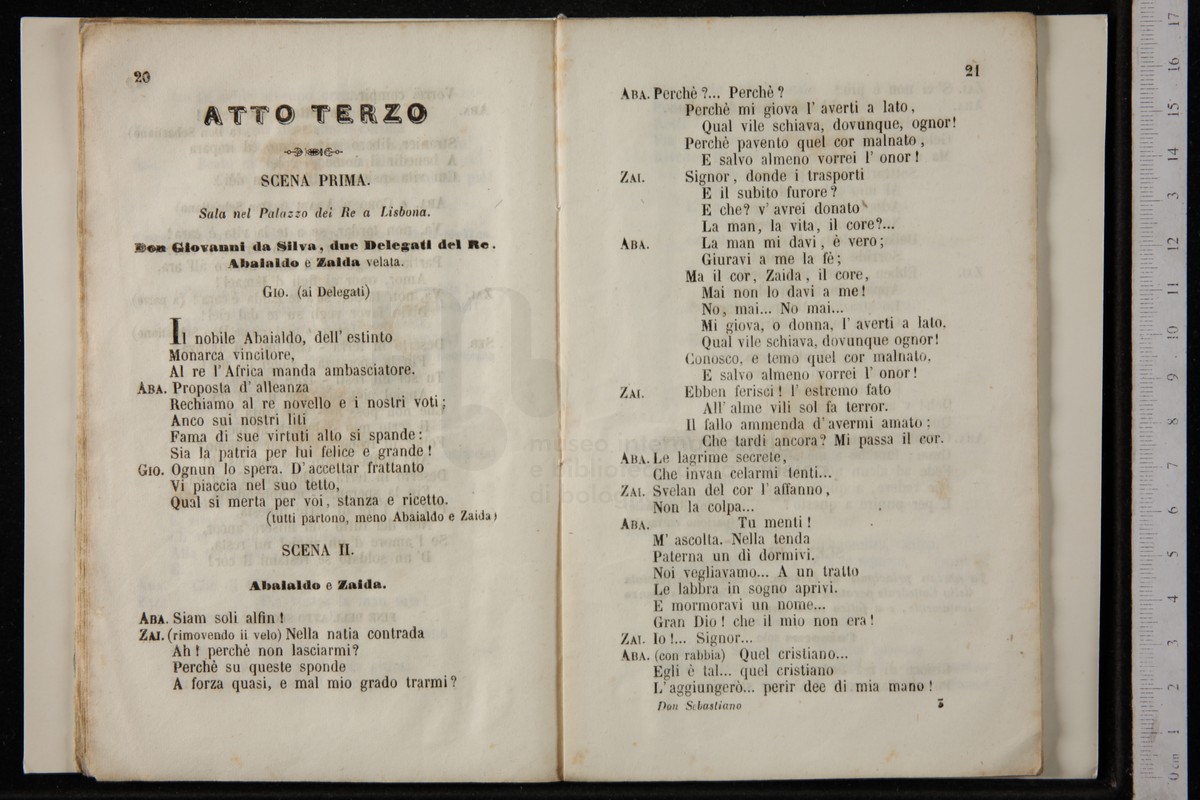 20
ATTO TERZO
SCENA PRIMA.
Sala nel Palazzo dei Re a Lisbona.
Don Giovanni da Silva, due Delegati del Re.
Abaialdo e Zaida velata.
GIO. (ai Delegati)
Il nobile Abaialdo, dell' estinto
Monarca vincitore,
Al re l' Africa manda ambasciatore.
ABA. Proposta d' alleanza
Rechiamo al re novello e i nostri voti;
Anco sui nostri liti
Fama di sue virtuti alto si spande:
Sia la patria per lui felice e grande!
GIO. Ognun lo spera. D' accettar frattanto
Vi piaccia nel suo tetto,
Qual si merta per voi, stanza e ricetto.
(tutti partono, meno Abaialdo e Zaida)
SCENA II.
Abaialdo e Zaida.
ABA. Siam soli alfin!
ZAI. (rimovendo ii velo) Nella natia contrada
Ah! perchè non lasciarmi?
Perchè su queste sponde
A forza quasi, e mal mio grado trarmi?
21
ABA. Perchè?... Perchè?
Perchè mi giova l' averti a lato,
Qual vile schiava, dovunque, ognor!
Perchè pavento quel cor malnato,
E salvo almeno vorrei l' onor!
ZAI. Signor, donde i trasporti
E il subito furore?
E che? v' avrei donato
La man, la vita, il core?...
ABA. La man mi davi, è vero;
Giuravi a me la fè;
Ma il cor, Zaida, il core,
Mai non lo davi a me!
No, mai... No mai...
Mi giova, o donna, l' averti a lato,
Qual vile schiava, dovunque ognor!
Conosco, e temo quel cor malnato,
E salvo almeno vorrei l' onor!
ZAI. Ebben ferisci! l' estremo fato
All' alme vili sol fa terror.
Il fallo ammenda d' avermi amato:
Che tardi ancora? Mi passa il cor.
ABA. Le lagrime secrete,
Che invan celarmi tenti...
ZAI. Svelan del cor l' affanno,
Non la colpa...
ABA. Tu menti!
M' ascolta. Nella tenda
Paterna un di dormivi.
Noi vegliavamo... A un tratto
Le labbra in sogno aprivi.
E mormoravi un nome...
Gran Dio! che il mio non era!
ZAI. Io!... Signor...
ABA. (con rabbia) Quel cristiano...
Egli è tal... quel cristiano
L' aggiungerò... perir dee di mia mano!
Don Sebastiano 3